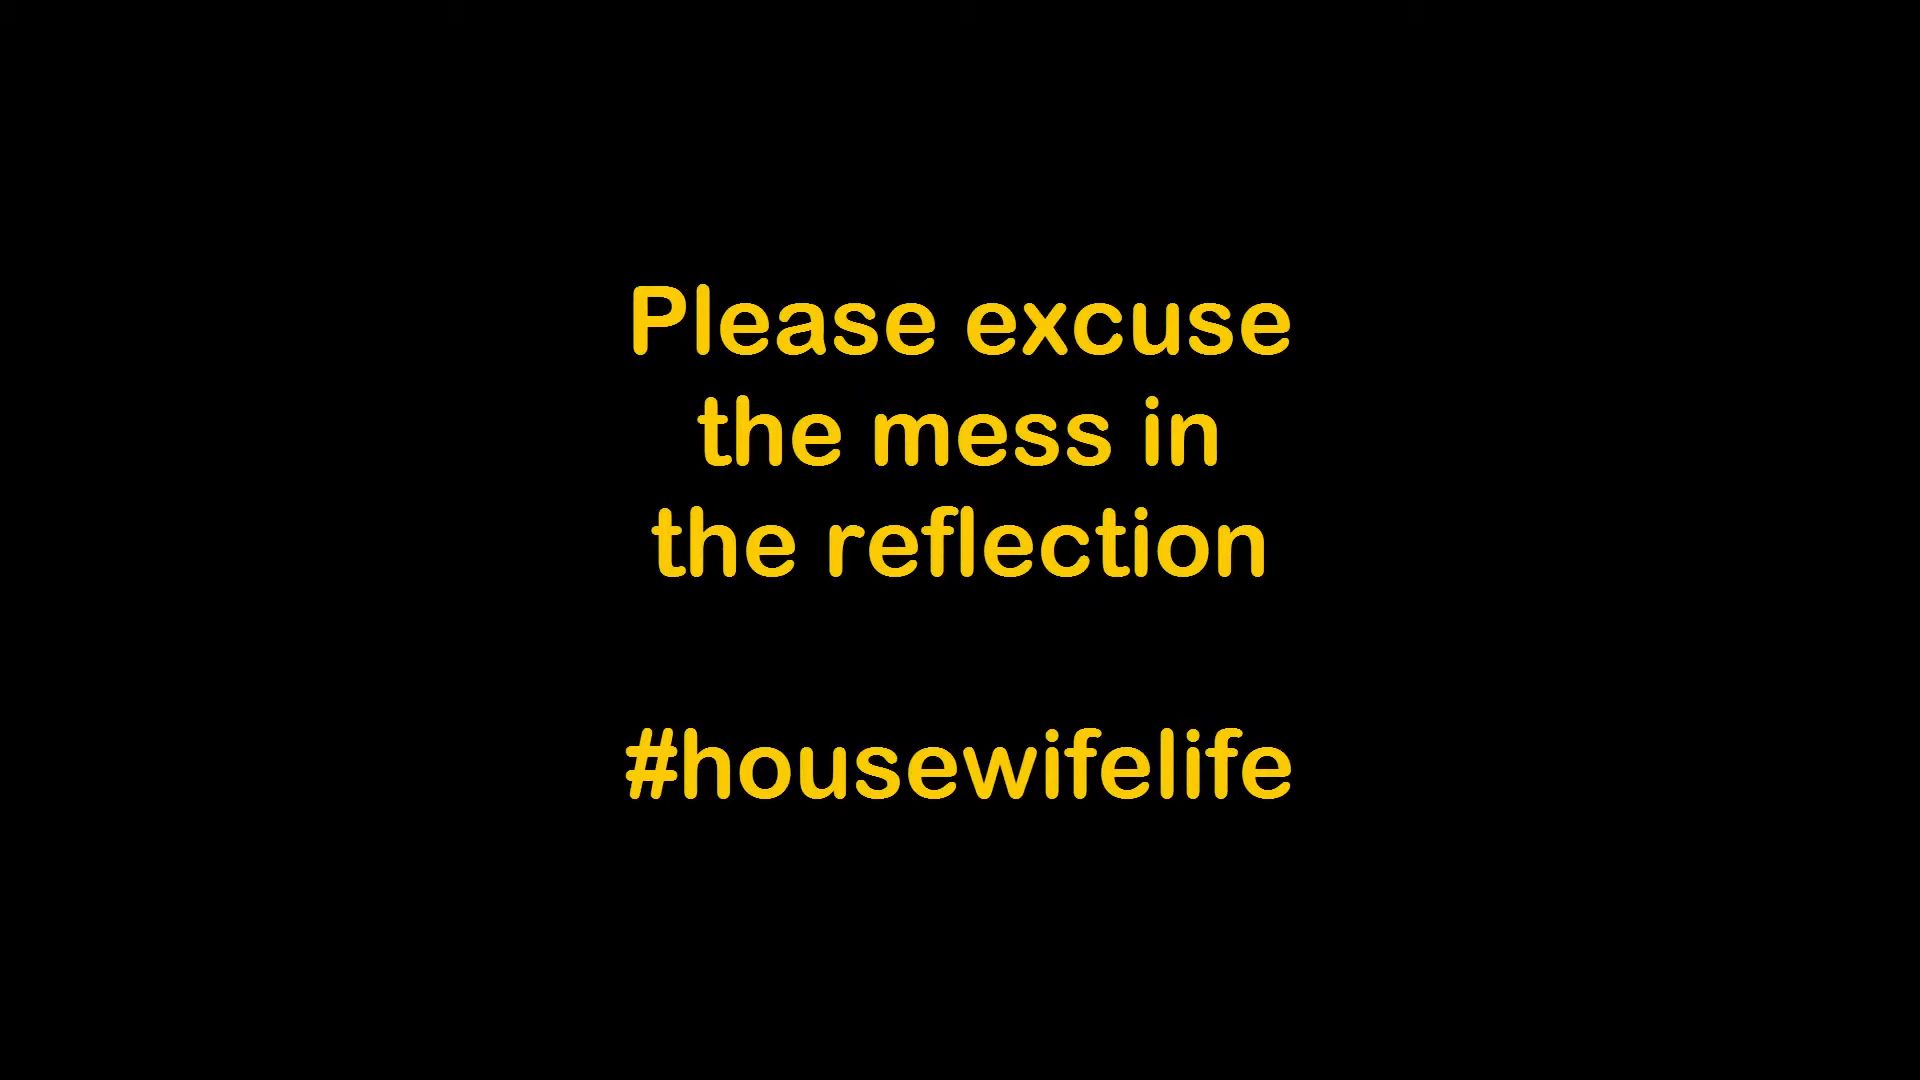 Please excuse
the mess in
the reflection
#housewifelife